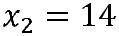 x₂ = 14